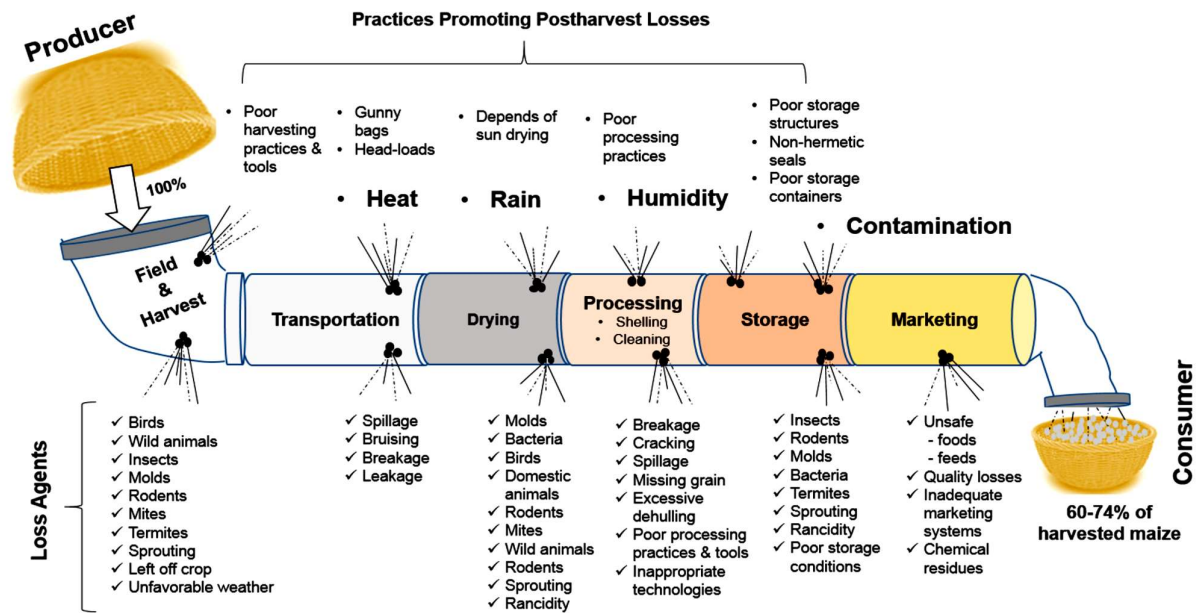 Practices Promoting Postharvest Losses
Producer
100%
• Poor
harvesting
practices &
tools
• Gunny
bags
• Head-loads
• Depends of
sun drying
• Poor
processing
practices
• Poor storage
structures
• Non-hermetic
seals
• Poor storage
containers
• Heat
• Rain
• Humidity
• Contamination
Field
&
Harvest
Transportation
Drying
Processing
• Shelling
• Cleaning
Storage
Marketing
Loss Agents
✓ Birds
✓ Wild animals
✓ Insects
✓ Molds
✓ Rodents
✓ Mites
✓ Termites
✓ Sprouting
✓ Left off crop
✓ Unfavorable weather
✓ Spillage
✓ Bruising
✓ Breakage
✓ Leakage
✓ Molds
✓ Bacteria
✓ Birds
✓ Domestic
animals
✓ Rodents
✓ Mites
✓ Wild animals
✓ Rodents
✓ Sprouting
✓ Rancidity
✓ Breakage
✓ Cracking
✓ Spillage
✓ Missing grain
✓ Excessive
dehulling
✓ Poor processing
practices & tools
✓ Inappropriate
technologies
✓ Insects
✓ Rodents
✓ Molds
✓ Bacteria
✓ Termites
✓ Sprouting
✓ Rancidity
✓ Poor storage
conditions
✓ Unsafe
- foods
- feeds
✓ Quality losses
✓ Inadequate
marketing
systems
✓ Chemical
residues
Consumer
60-74% of
harvested maize